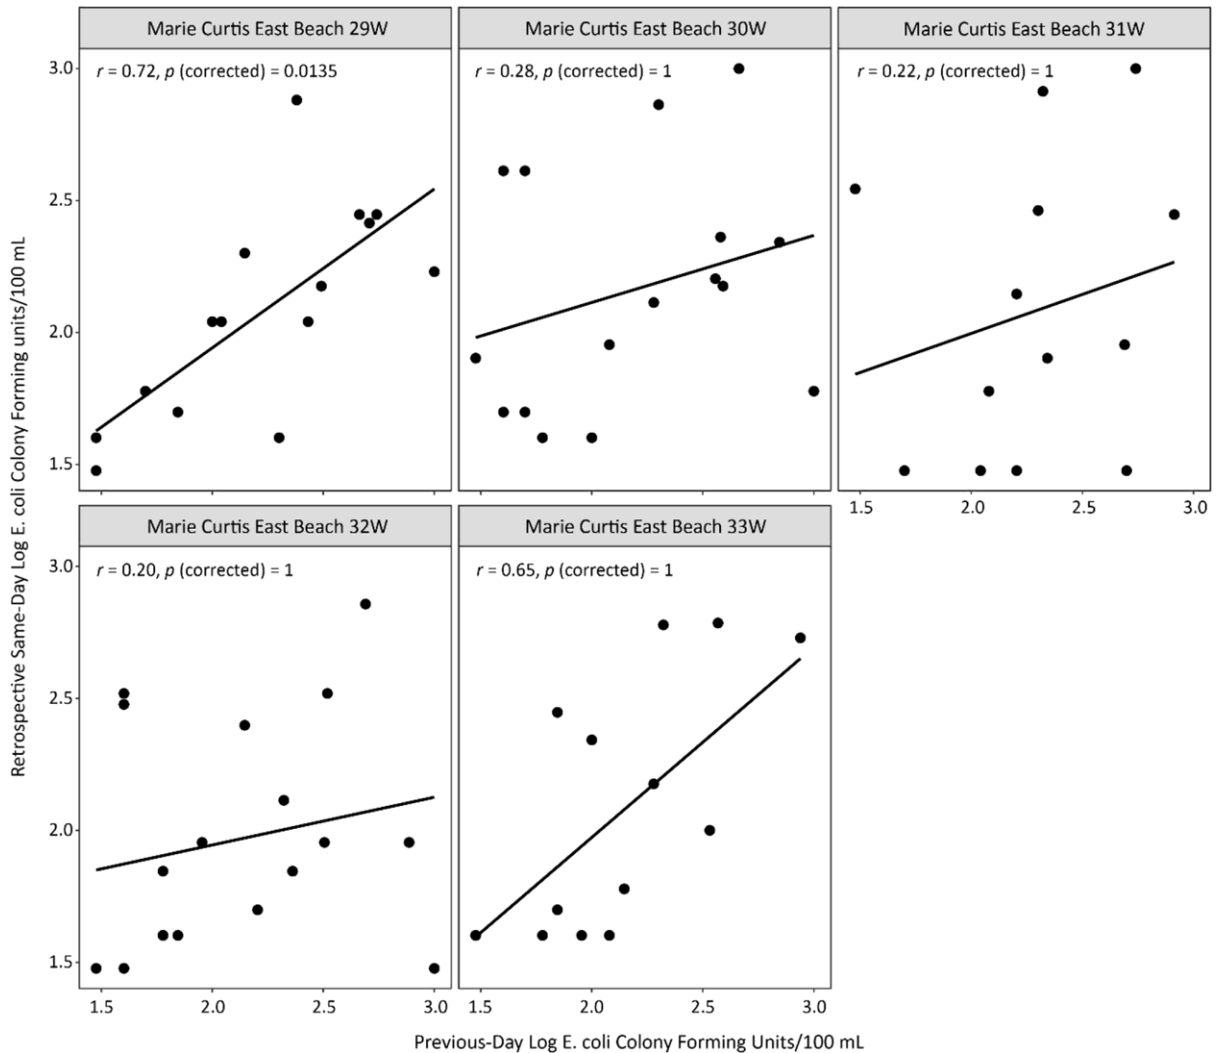 Marie Curtis East Beach 29W
Marie Curtis East Beach 30W
Marie Curtis East Beach 31W
r = 0.72, p (corrected) = 0.0135
r = 0.28, p (corrected) = 1
r = 0.22, p (corrected) = 1
3.0
2.5
2.0
1.5
1.5 2.0 2.5 3.0
Marie Curtis East Beach 32W
Marie Curtis East Beach 33W
r = 0.20, p (corrected) = 1
r = 0.65, p (corrected) = 1
3.0
2.5
2.0
1.5
1.5 2.0 2.5 3.0
1.5 2.0 2.5 3.0
Retrospective Same-Day Log E. coli Colony Forming units/100 mL
Previous-Day Log E. coli Colony Forming Units/100 mL